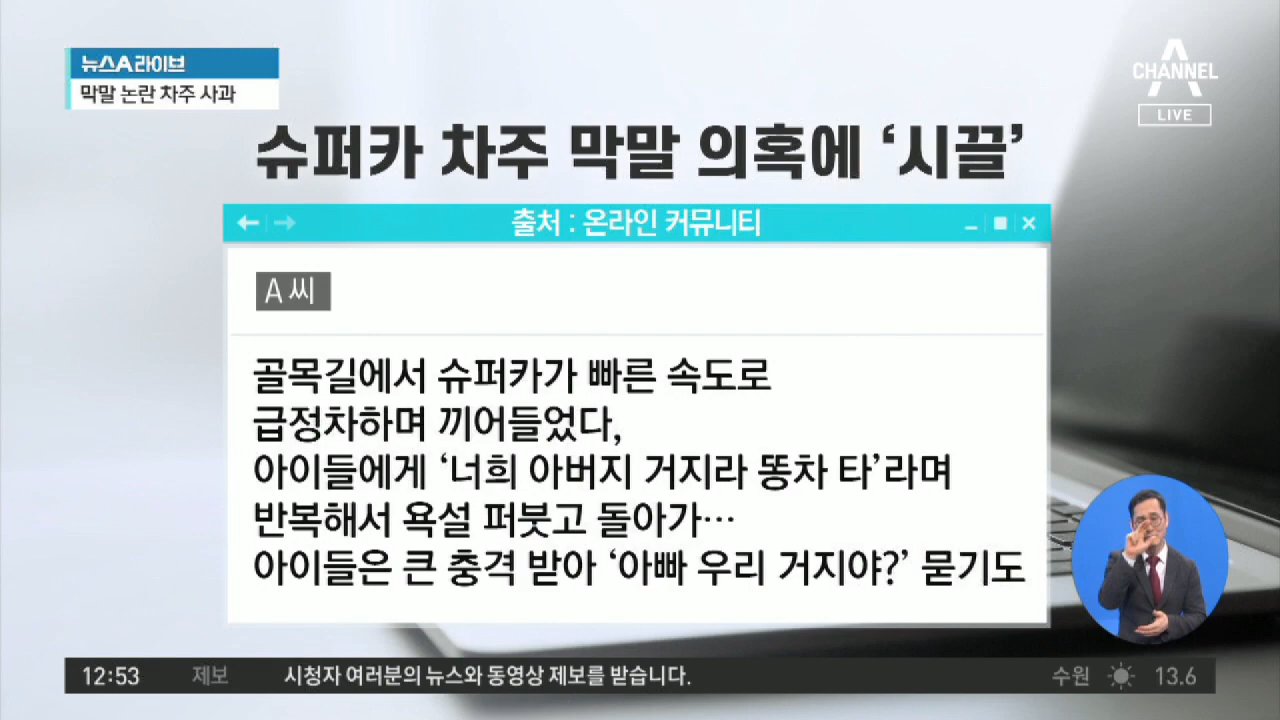 뉴스A 라이브
막말 논란 차주 사과
CHANNEL A
LIVE
슈퍼카 차주 막말 의혹에 ‘시끌’
출처 : 온라인 커뮤니티
A 씨
골목길에서 슈퍼카가 빠른 속도로
급정차하며 끼어들었다,
아이들에게 ‘너희 아버지 거지라 똥차 타’라며
반복해서 욕설 퍼붓고 돌아가…
아이들은 큰 충격 받아 ‘아빠 우리 거지야?’ 묻기도
12:53 제보 시청자 여러분의 뉴스와 동영상 제보를 받습니다. 수원 13.6